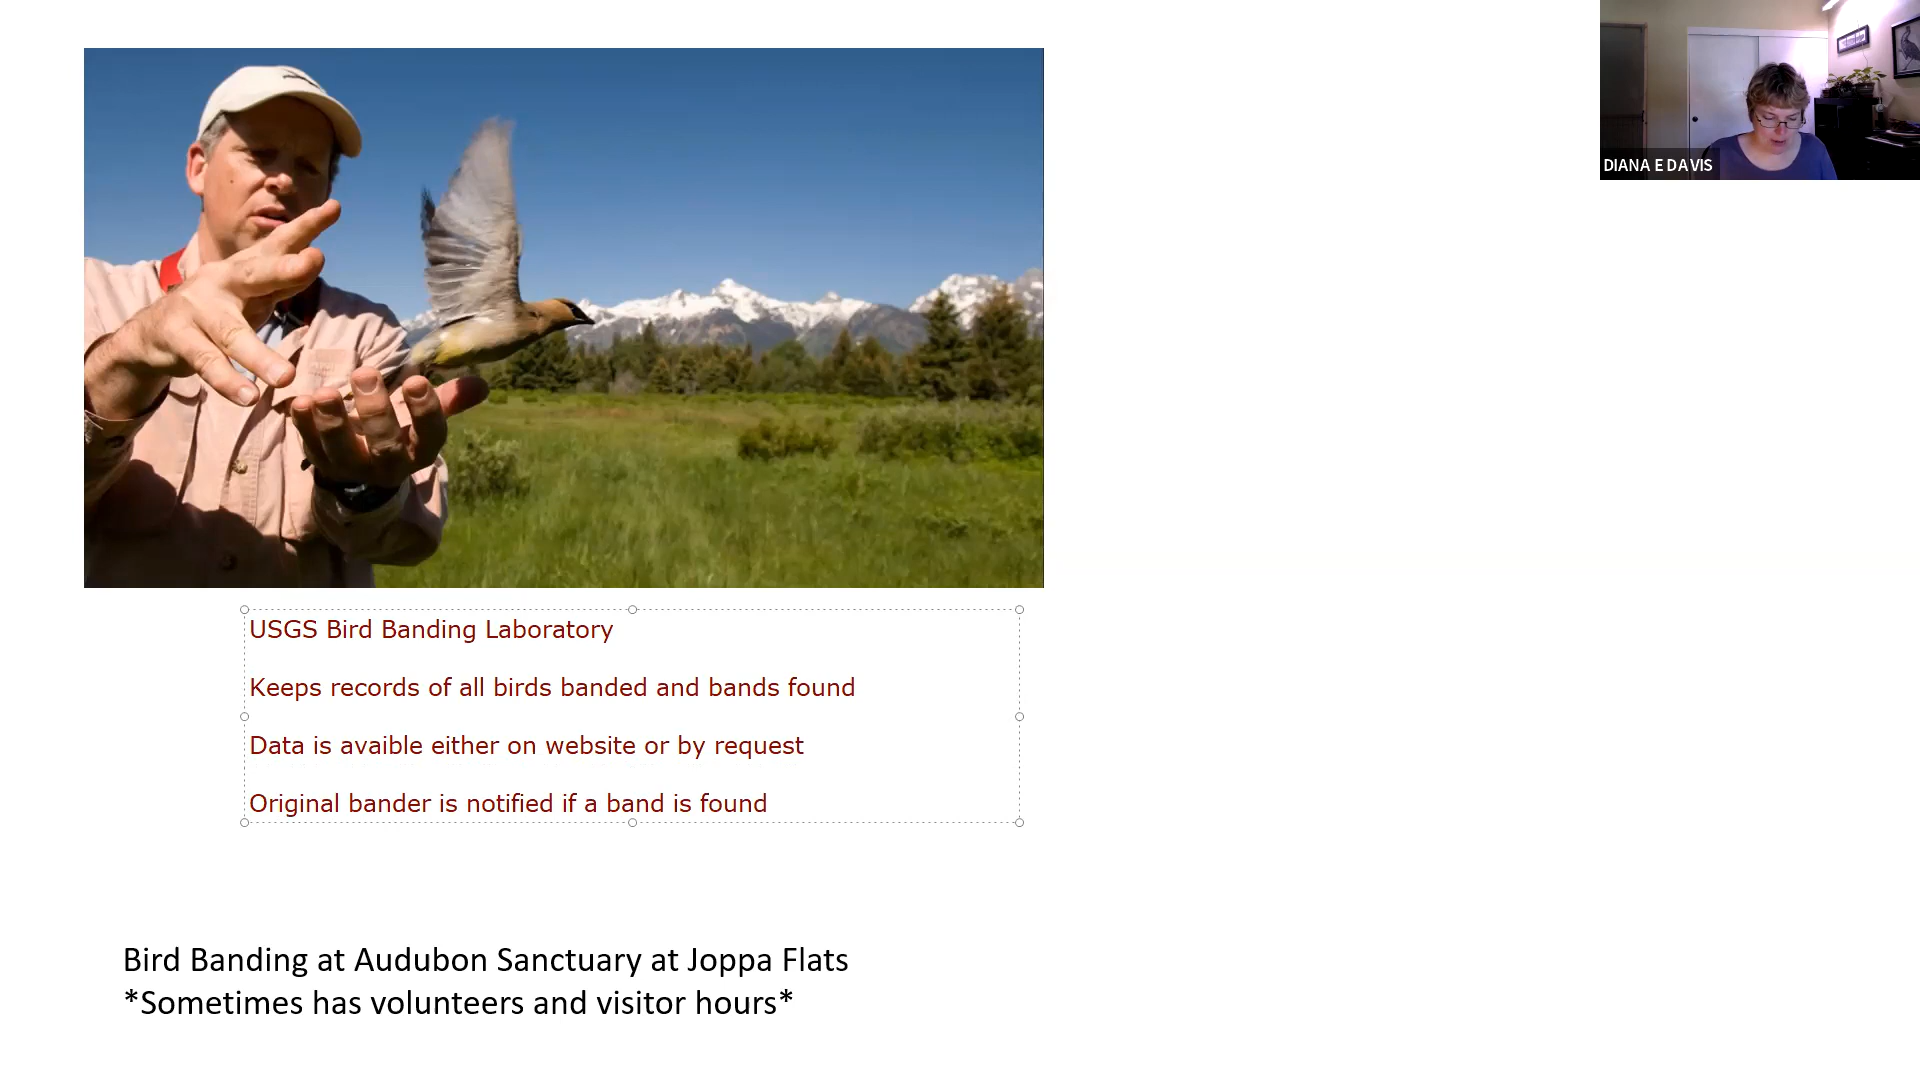 DIANA E DAVIS
USGS Bird Banding Laboratory
Keeps records of all birds banded and bands found
Data is avaible either on website or by request
Original bander is notified if a band is found
Bird Banding at Audubon Sanctuary at Joppa Flats
*Sometimes has volunteers and visitor hours*